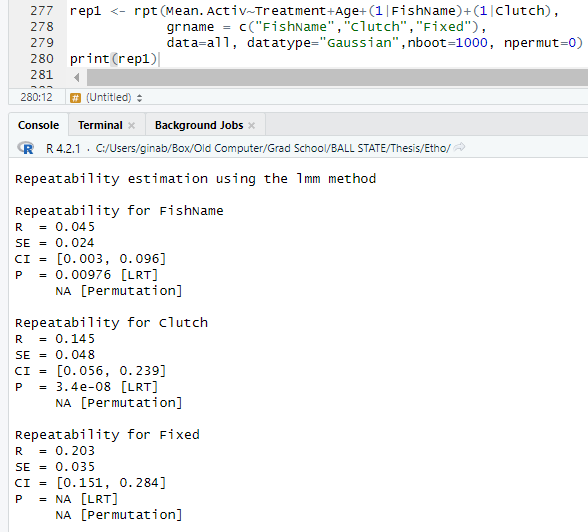 277 rep1 <- rpt(Mean.Activ~Treatment+Age+(1|FishName)+(1|Clutch),
278 grname = c("FishName","Clutch","Fixed"),
279 data=all, datatype="Gaussian",nboot=1000, npermut=0)
280 print(rep1)
281
280:12 # (Untitled)
Console Terminal × Background Jobs ×
R R 4.2.1 · C:/Users/ginab/Box/Old Computer/Grad School/BALL STATE/Thesis/Etho/
Repeatability estimation using the lmm method
Repeatability for FishName
R = 0.045
SE = 0.024
CI = [0.003, 0.096]
P = 0.00976 [LRT]
NA [Permutation]
Repeatability for Clutch
R = 0.145
SE = 0.048
CI = [0.056, 0.239]
P = 3.4e-08 [LRT]
NA [Permutation]
Repeatability for Fixed
R = 0.203
SE = 0.035
CI = [0.151, 0.284]
P = NA [LRT]
NA [Permutation]